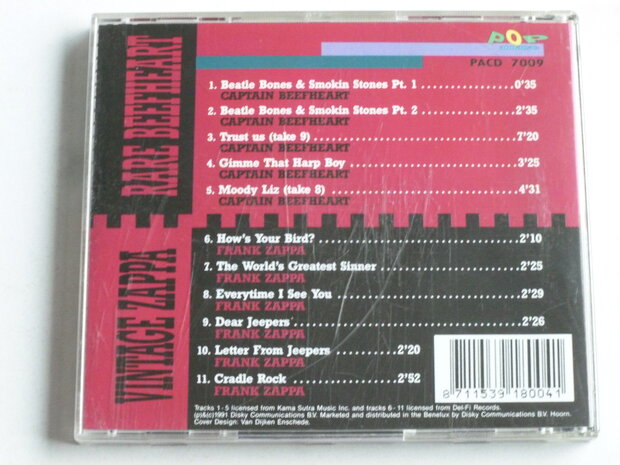 POP
PACD 7009
RARE BEEFHEART
1. Beatle Bones & Smokin Stones Pt. 1 ................0'35
CAPTAIN BEEFHEART
2. Beatle Bones & Smokin Stones Pt. 2 ................2'35
CAPTAIN BEEFHEART
3. Trust us (take 9) ...................................7'20
CAPTAIN BEEFHEART
4. Gimme That Harp Boy ..............................3'25
CAPTAIN BEEFHEART
5. Moody Liz (take 8) ................................4'31
CAPTAIN BEEFHEART
VINTAGE ZAPPA
6. How's Your Bird? ...................................2'10
FRANK ZAPPA
7. The World's Greatest Sinner .......................2'25
FRANK ZAPPA
8. Everytime I See You ...............................2'29
FRANK ZAPPA
9. Dear Jeepers ......................................2'26
FRANK ZAPPA
10. Letter From Jeepers ...........2'20
FRANK ZAPPA
11. Cradle Rock ....................2'52
FRANK ZAPPA
8 711539 180041
Tracks 1 - 5 licensed from Kama Sutra Music Inc. and tracks 6 - 11 licensed from Del-Fi Records.
(p&c)1991 Disky Communications B.V. Marketed and distributed in the Benelux by Disky Communications B.V. Hoorn.
Cover Design: Van Dijken Enschede.